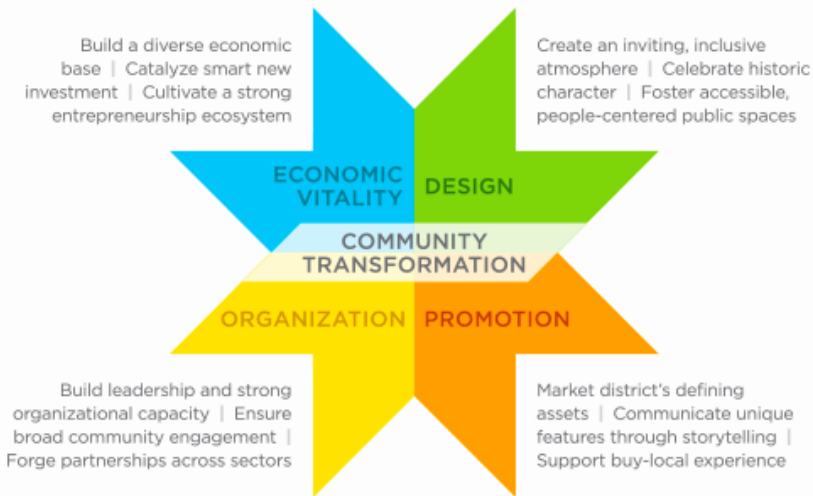 Build a diverse economic
base | Catalyze smart new
investment | Cultivate a strong
entrepreneurship ecosystem
Create an inviting, inclusive
atmosphere | Celebrate historic
character | Foster accessible,
people-centered public spaces
ECONOMIC
VITALITY
DESIGN
COMMUNITY
TRANSFORMATION
ORGANIZATION
PROMOTION
Build leadership and strong
organizational capacity | Ensure
broad community engagement |
Forge partnerships across sectors
Market district's defining
assets | Communicate unique
features through storytelling |
Support buy-local experience